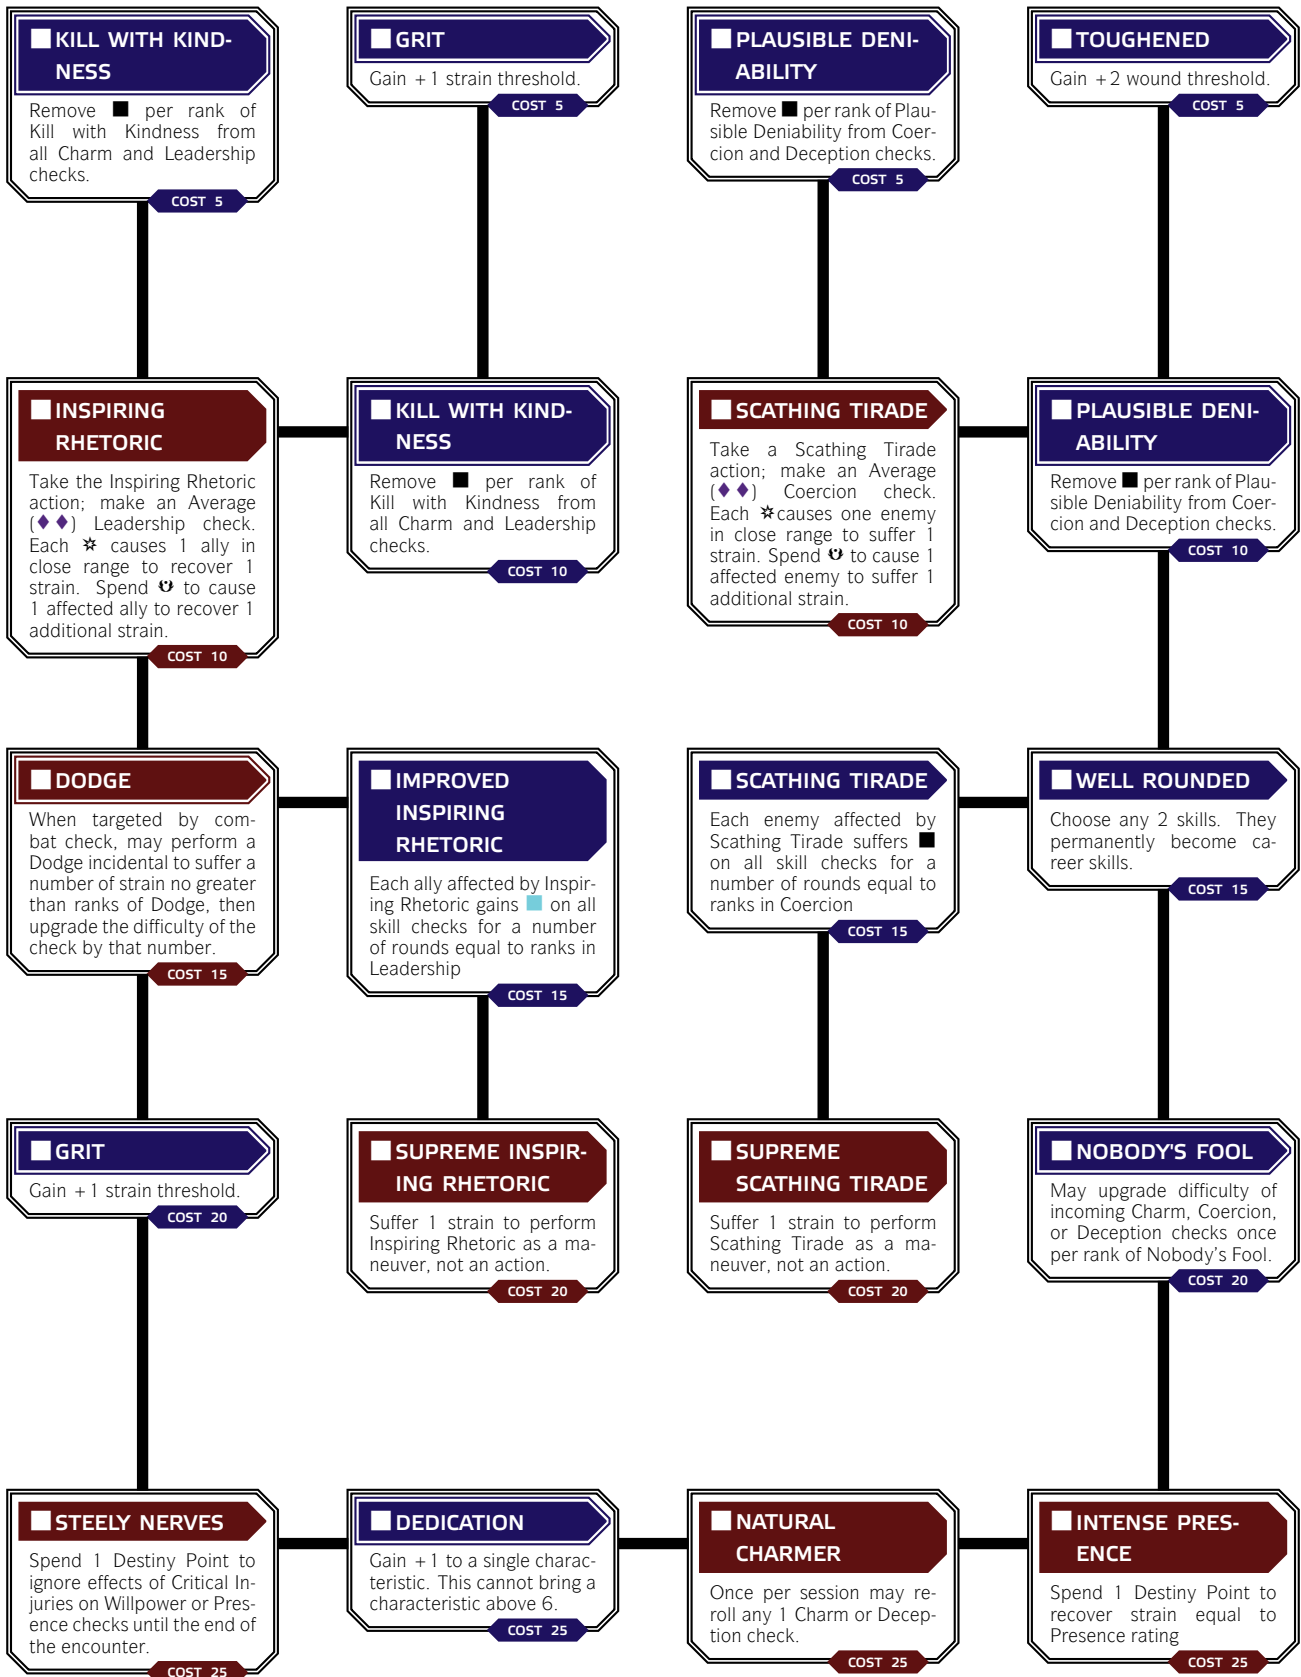 KILL WITH KIND-
NESS
Remove ■ per rank of
Kill with Kindness from
all Charm and Leadership
checks.
COST 5
GRIT
Gain +1 strain threshold.
COST 5
PLAUSIBLE DENI-
ABILITY
Remove ■ per rank of Plau-
sible Deniability from Coer-
cion and Deception checks.
COST 5
TOUGHENED
Gain +2 wound threshold.
COST 5
INSPIRING
RHETORIC
Take the Inspiring Rhetoric
action; make an Average
(♦♦) Leadership check.
Each causes 1 ally in
close range to recover 1
strain. Spend to cause
1 affected ally to recover 1
additional strain.
COST 10
KILL WITH KIND-
NESS
Remove ■ per rank of
Kill with Kindness from
all Charm and Leadership
checks.
COST 10
SCATHING TIRADE
Take a Scathing Tirade
action; make an Average
(♦♦) Coercion check.
Each causes one enemy
in close range to suffer 1
strain. Spend to cause 1
affected enemy to suffer 1
additional strain.
COST 10
PLAUSIBLE DENI-
ABILITY
Remove ■ per rank of Plau-
sible Deniability from Coer-
cion and Deception checks.
COST 10
DODGE
When targeted by com-
bat check, may perform a
Dodge incidental to suffer a
number of strain no greater
than ranks of Dodge, then
upgrade the difficulty of the
check by that number.
COST 15
IMPROVED
INSPIRING
RHETORIC
Each ally affected by Inspir-
ing Rhetoric gains ■ on all
skill checks for a number
of rounds equal to ranks in
Leadership
COST 15
SCATHING TIRADE
Each enemy affected by
Scathing Tirade suffers ■
on all skill checks for a
number of rounds equal to
ranks in Coercion
COST 15
WELL ROUNDED
Choose any 2 skills. They
permanently become ca-
reer skills.
COST 15
GRIT
Gain +1 strain threshold.
COST 20
SUPREME INSPIR-
ING RHETORIC
Suffer 1 strain to perform
Inspiring Rhetoric as a ma-
neuver, not an action.
COST 20
SUPREME
SCATHING TIRADE
Suffer 1 strain to perform
Scathing Tirade as a ma-
neuver, not an action.
COST 20
NOBODY'S FOOL
May upgrade difficulty of
incoming Charm, Coercion,
or Deception checks once
per rank of Nobody's Fool.
COST 20
STEELY NERVES
Spend 1 Destiny Point to
ignore effects of Critical In-
juries on Willpower or Pres-
ence checks until the end of
the encounter.
COST 25
DEDICATION
Gain +1 to a single charac-
teristic. This cannot bring a
characteristic above 6.
COST 25
NATURAL
CHARMER
Once per session may re-
roll any 1 Charm or Decep-
tion check.
COST 25
INTENSE PRES-
ENCE
Spend 1 Destiny Point to
recover strain equal to
Presence rating
COST 25